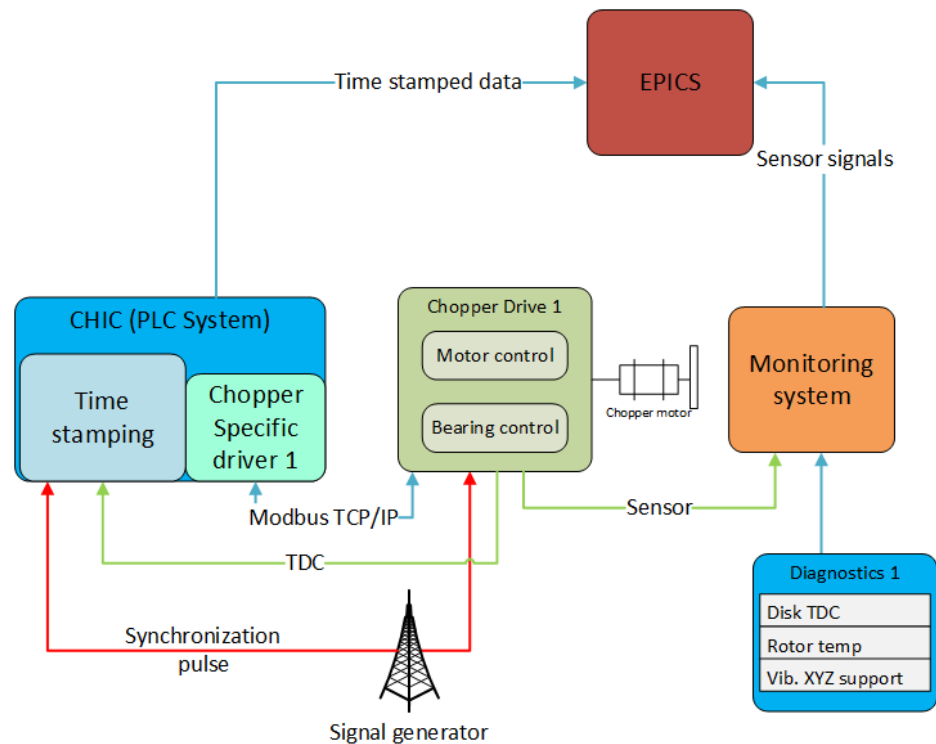 EPICS
Time stamped data
Sensor signals
CHIC (PLC System)
Time
stamping
Chopper
Specific
driver 1
Chopper Drive 1
Motor control
Bearing control
Chopper motor
Monitoring
system
Modbus TCP/IP
Sensor
TDC
Synchronization
pulse
Signal generator
Diagnostics 1
Disk TDC
Rotor temp
Vib. XYZ support